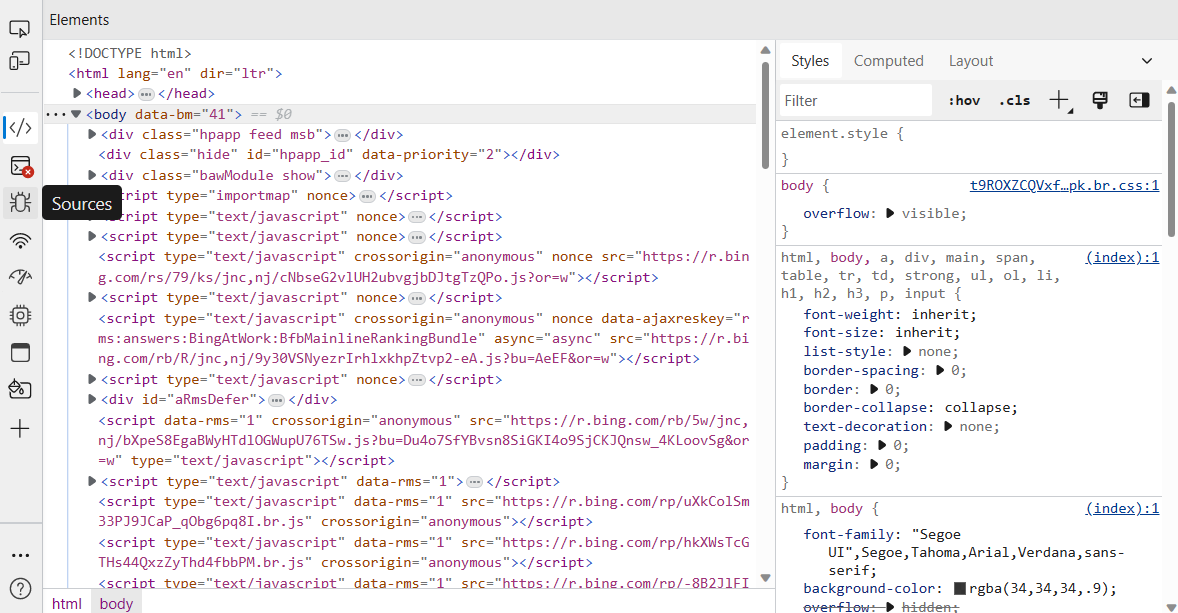 Elements
<!DOCTYPE html>
<html lang="en" dir="ltr">
<head> ··· </head>
··· <body data-bm="41"> == $0
<div class="hpapp feed msb"> ··· </div>
<div class="hide" id="hpapp_id" data-priority="2"></div>
<div class="bawModule show"> ··· </div>
Sources
cript type="importmap" nonce> ··· </script>
cript type="text/javascript" nonce> ··· </script>
<script type="text/javascript" nonce> ··· </script>
<script type="text/javascript" crossorigin="anonymous" nonce src="https://r.bin
g.com/rs/79/ks/jnc,nj/cNbseG2vlUH2ubvgjbDJtgTzQPo.js?or=w"></script>
<script type="text/javascript" nonce> ··· </script>
<script type="text/javascript" crossorigin="anonymous" nonce data-ajaxreskey="r
ms:answers:BingAtWork:BfbMainlineRankingBundle" async="async" src="https://r.bi
ng.com/rb/R/jnc,nj/9y30VSNyezrIrhlxkhpZtvp2-eA.js?bu=AeEF&or=w"></script>
<script type="text/javascript" nonce> ··· </script>
<div id="aRmsDefer"> ··· </div>
<script data-rms="1" crossorigin="anonymous" src="https://r.bing.com/rb/5w/jnc,
nj/bXpeS8EgaBWyHTdlOGWupU76TSw.js?bu=Du4o7SfYBvsn8SiGKI4o9SjCKJQnsw_4KLoovSg&or
=w" type="text/javascript"></script>
<script type="text/javascript" data-rms="1"> ··· </script>
<script type="text/javascript" data-rms="1" src="https://r.bing.com/rp/uXkColSm
33PJ9JCaP_qObg6pq8I.br.js" crossorigin="anonymous"></script>
<script type="text/javascript" data-rms="1" src="https://r.bing.com/rp/hkXWsTcG
THs44QxzZyThd4fbbPM.br.js" crossorigin="anonymous"></script>
<script type="text/javascript" data-rms="1" src="https://r.bing.com/rp/-8B2JlFI
html body
Styles Computed Layout
Filter :hov .cls
element.style {
}
body { t9ROXZCQVxf…pk.br.css:1
overflow: visible;
}
html, body, a, div, main, span, (index):1
table, tr, td, strong, ul, ol, li,
h1, h2, h3, p, input {
font-weight: inherit;
font-size: inherit;
list-style: none;
border-spacing: 0;
border: 0;
border-collapse: collapse;
text-decoration: none;
padding: 0;
margin: 0;
}
html, body { (index):1
font-family: "Segoe
UI",Segoe,Tahoma,Arial,Verdana,sans-
serif;
background-color: rgba(34,34,34,.9);
overflow: hidden;